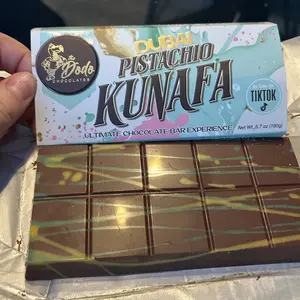 Dodo
CHOCOLATES
DUBAI
PISTACHIO
KUNAFA
ULTIMATE CHOCOLATE BAR EXPERIENCE
TIKTOK
Net Wt. 6.7 oz (190g)